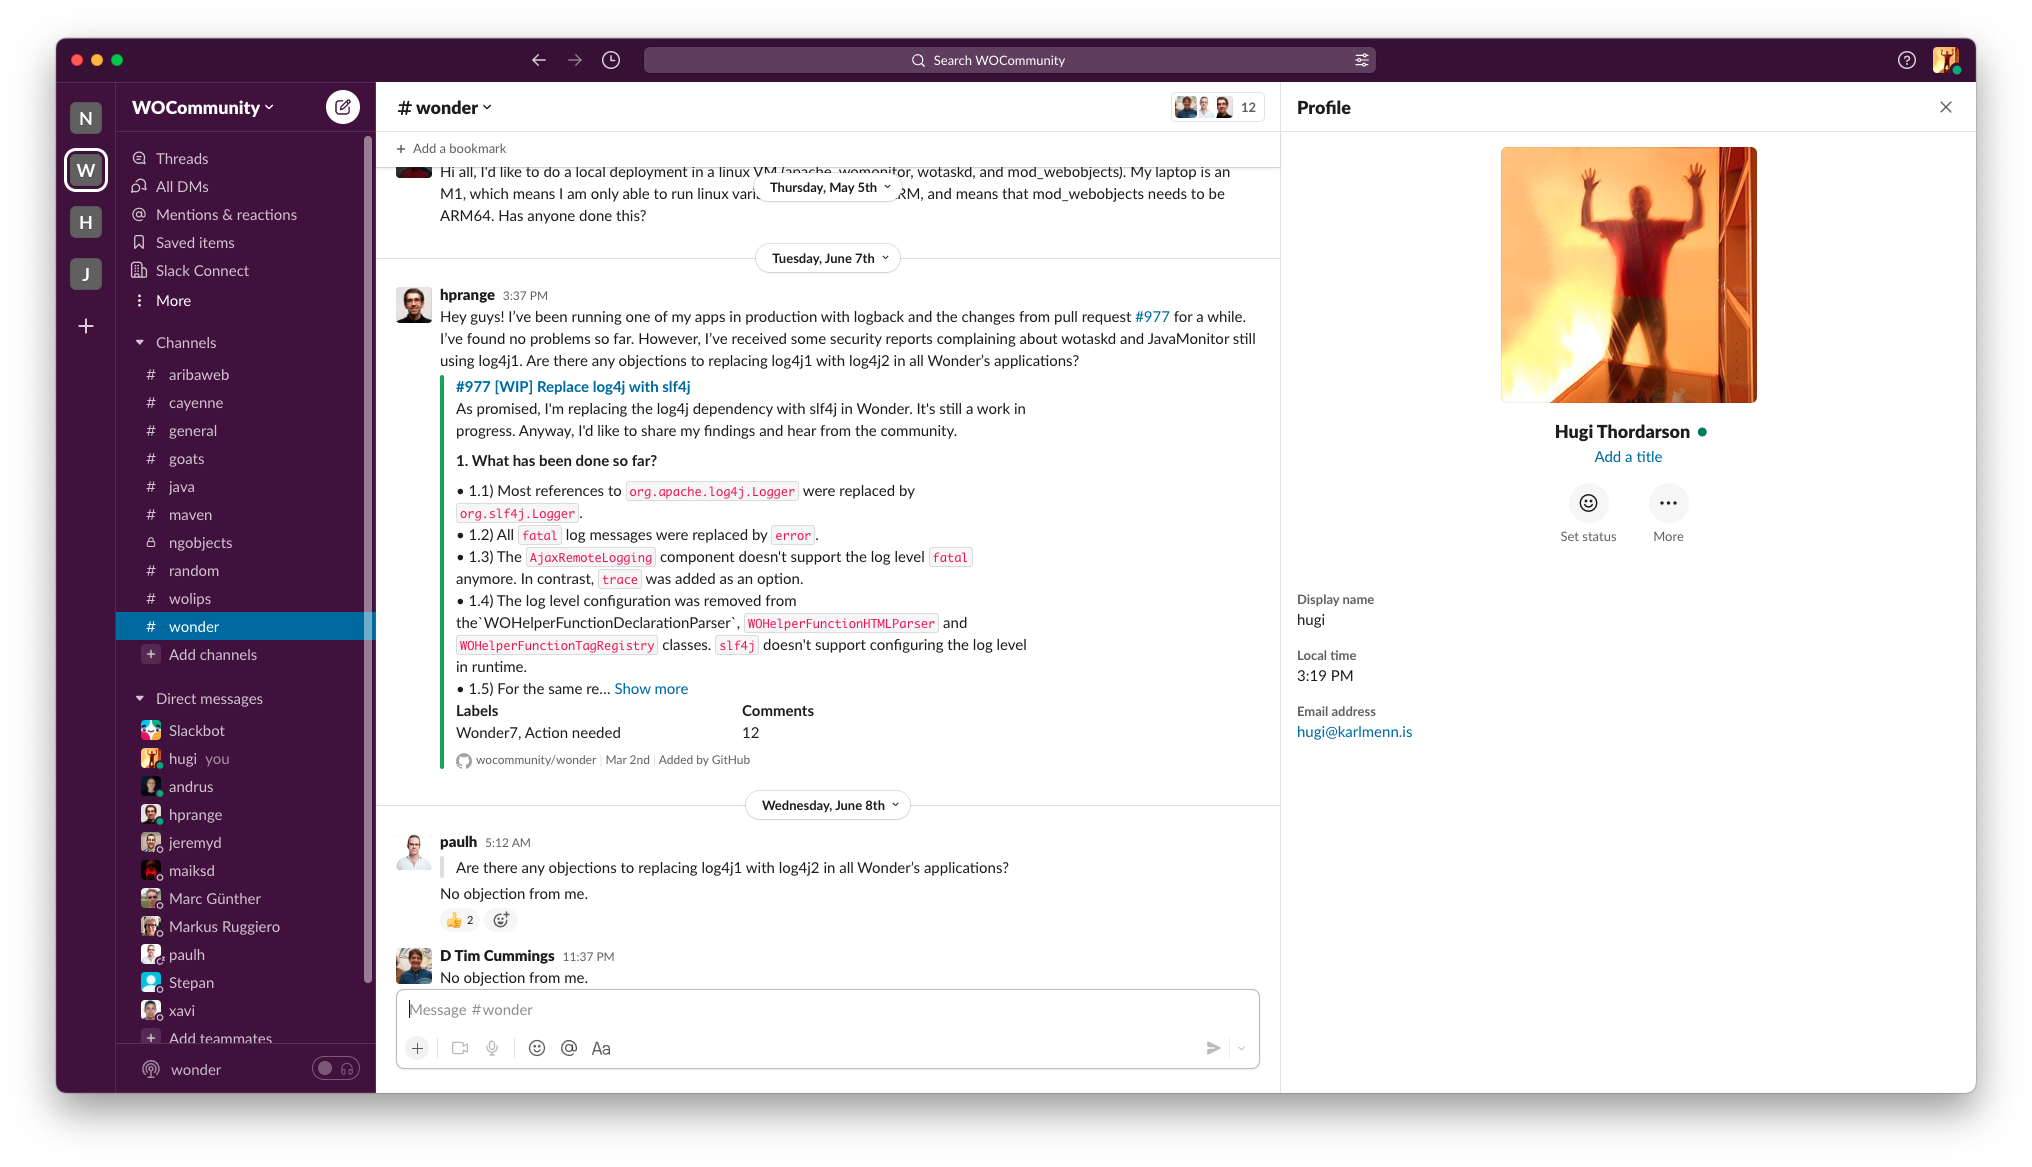 Search WOCommunity
N
W
H
J
WOCommunity
Threads
All DMs
Mentions & reactions
Saved items
Slack Connect
More
Channels
# aribaweb
# cayenne
# general
# goats
# java
# maven
ngobjects
# random
# wolips
# wonder
+ Add channels
Direct messages
Slackbot
hugi you
andrus
hprange
jeremyd
maiksd
Marc Günther
Markus Ruggiero
paulh
Stepan
xavi
+ Add teammates
wonder
# wonder
12
+ Add a bookmark
Hi all, I'd like to do a local deployment in a linux VM (apache, womonitor, wotaskd, and mod_webobjects). My laptop is an
Thursday, May 5th
M1, which means I am only able to run linux RM, and means that mod_webobjects needs to be
ARM64. Has anyone done this?
Tuesday, June 7th
hprange 3:37 PM
Hey guys! I've been running one of my apps in production with logback and the changes from pull request #977 for a while.
I've found no problems so far. However, I've received some security reports complaining about wotaskd and JavaMonitor still
using log4j1. Are there any objections to replacing log4j1 with log4j2 in all Wonder's applications?
#977 [WIP] Replace log4j with slf4j
As promised, I'm replacing the log4j dependency with slf4j in Wonder. It's still a work in
progress. Anyway, I'd like to share my findings and hear from the community.
1. What has been done so far?
• 1.1) Most references to org.apache.log4j.Logger were replaced by
org.slf4j.Logger.
• 1.2) All fatal log messages were replaced by error.
• 1.3) The AjaxRemoteLogging component doesn't support the log level fatal
anymore. In contrast, trace was added as an option.
• 1.4) The log level configuration was removed from
the`WOHelperFunctionDeclarationParser`, WOHelperFunctionHTMLParser and
WOHelperFunctionTagRegistry classes. slf4j doesn't support configuring the log level
in runtime.
• 1.5) For the same re... Show more
Labels Comments
Wonder7, Action needed 12
wocommunity/wonder | Mar 2nd | Added by GitHub
Wednesday, June 8th
paulh 5:12 AM
Are there any objections to replacing log4j1 with log4j2 in all Wonder's applications?
No objection from me.
2
D Tim Cummings 11:37 PM
No objection from me.
Message #wonder
Aa
Profile
Hugi Thordarson
Add a title
Set status More
Display name
hugi
Local time
3:19 PM
Email address
hugi@karlmenn.is